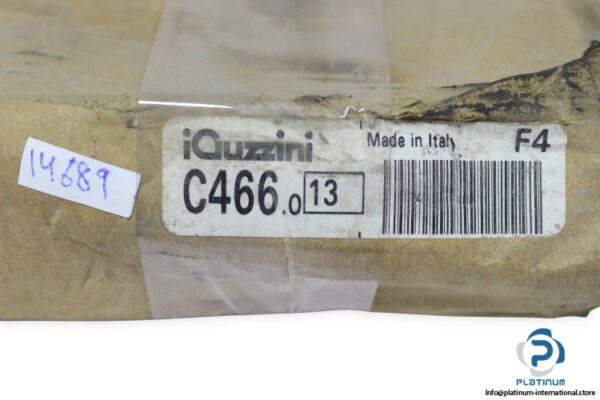 iGuzzini
Made in Italy
F4
C466.0 13
14689
PLATINUM
Info@platinum-international.store